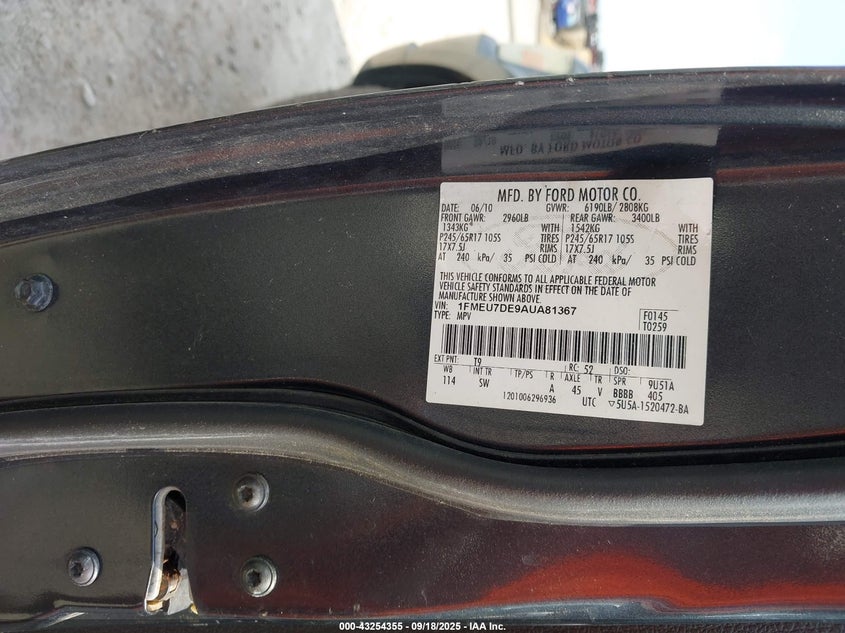 MFD. BY FORD MOTOR CO.
DATE: 06/10 GVWR: 6190LB/ 2808KG
FRONT GAWR: 2960LB REAR GAWR: 3400LB
1343KG WITH 1542KG WITH
P245/65R17 105S TIRES P245/65R17 105S TIRES
17X7.5J RIMS 17X7.5J RIMS
AT 240 kPa/ 35 PSI COLD AT 240 kPa/ 35 PSI COLD
THIS VEHICLE CONFORMS TO ALL APPLICABLE FEDERAL MOTOR
VEHICLE SAFETY STANDARDS IN EFFECT ON THE DATE OF
MANUFACTURE SHOWN ABOVE.
VIN: 1FMEU7DE9AUA81367 F0145
TYPE: MPV T0259
EXT PNT: T9 RC: 52 DSO:
WB INT TR TP/PS R AXLE TR SPR 9U51A
114 SW A 45 V BBBB 405
1201006296936 UTC ▽5U5A-1520472-BA
000-43254355 - 09/18/2025 - IAA Inc.